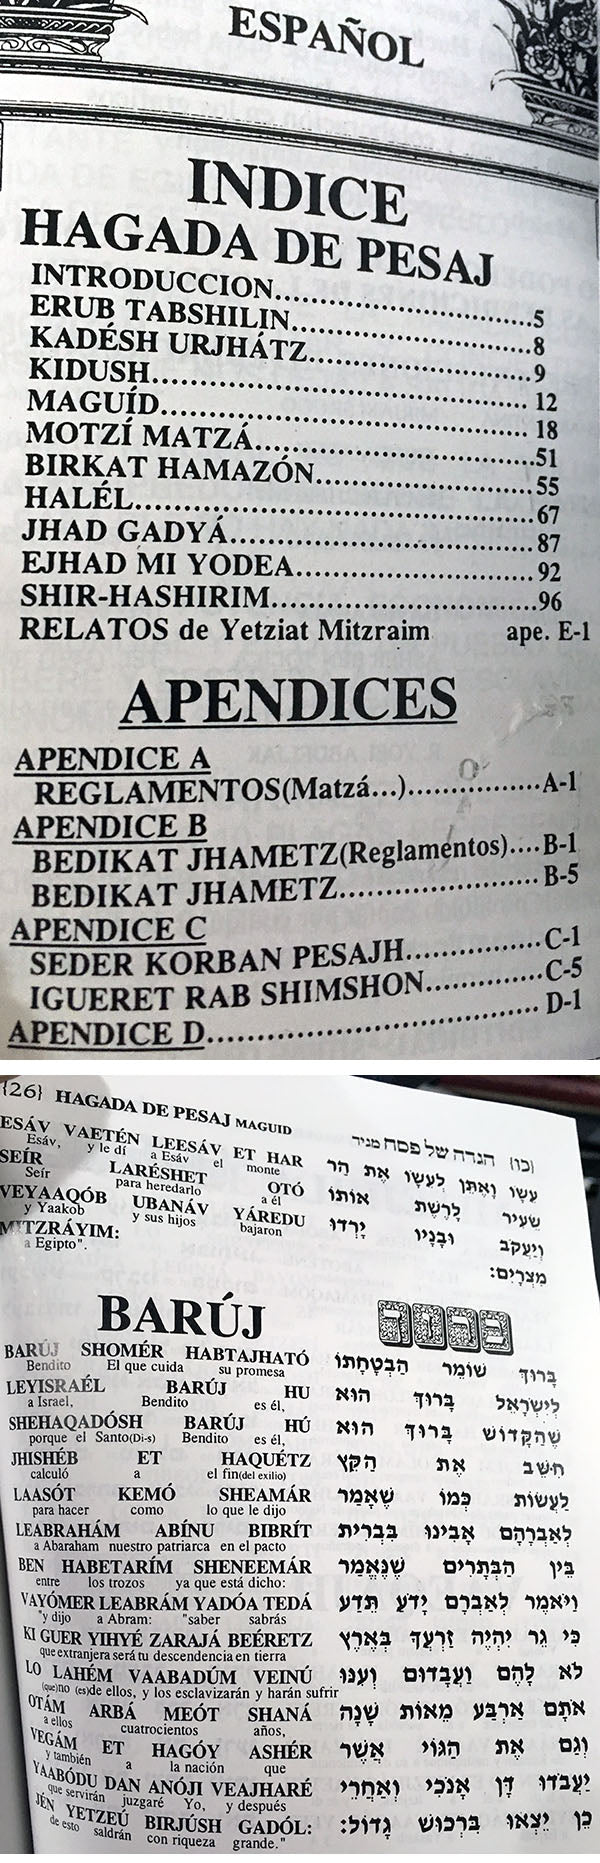 ESPAÑOL
INDICE
HAGADA DE PESAJ
INTRODUCCION..............................5
ERUB TABSHILIN............................8
KADÉSH URJHÁTZ............................9
KIDUSH.................................... 12
MAGUÍD.................................... 18
MOTZÍ MATZÁ...............................51
BIRKAT HAMAZÓN............................55
HALÉL.....................................67
JHAD GADYÁ................................87
EJHAD MI YODEA............................92
SHIR-HASHIRIM.............................96
RELATOS de Yetziat Mitzraim ape. E-1
APENDICES
APENDICE A
REGLAMENTOS(Matzá...)................A-1
APENDICE B
BEDIKAT JHAMETZ(Reglamentos)....B-1
BEDIKAT JHAMETZ........................B-5
APENDICE C
SEDER KORBAN PESAJH................C-1
IGUERET RAB SHIMSHON..............C-5
APENDICE D................................ D-1
{26} HAGADA DE PESAJ MAGUID
ESÁV VAETÉN LEESÁV ET HAR
Esáv, y le dí a Esáv el monte
SEÍR LARÉSHET OTÓ
Seír para heredarlo a él
VEYAAQÓB UBANÁV YÁREDU
y Yaakob y sus hijos bajaron
MITZRÁYIM:
a Egipto".
BARÚJ
BARÚJ SHOMÉR HABTAJHATÓ
Bendito El que cuida su promesa
LEYISRAÉL BARÚJ HU
a Israel, Bendito es él,
SHEHAQADÓSH BARÚJ HÚ
porque el Santo(Di-s) Bendito es él,
JHISHÉB ET HAQUÉTZ
calculó a el fin(del exilio)
LAASÓT KEMÓ SHEAMÁR
para hacer como lo que le dijo
LEABRAHÁM ABÍNU BIBRÍT
a Abaraham nuestro patriarca en el pacto
BEN HABETARÍM SHENEEMÁR
entre los trozos ya que está dicho:
VAYÓMER LEABRÁM YADÓA TEDÁ
"y dijo a Abram: "saber sabrás
KI GUER YIHYÉ ZARAJÁ BEÉRETZ
que extranjera será tu descendencia en tierra
LO LAHÉM VAABADÚM VEINÚ
(que)no (es)de ellos, y los esclavizarán y harán sufrir
OTÁM ARBÁ MEÓT SHANÁ
a ellos cuatrocientos años,
VEGÁM ET HAGÓY ASHÉR
y también a la nación que
YAABÓDU DAN ANÓJI VEAJHARÉ
que servirán juzgaré Yo, y después
JÉN YETZEÚ BIRJÚSH GADÓL:
de esto saldrán con riqueza grande."
{כו} הגדה של פסח מגיד
עֵשָׂו וָאֶתֵּן לְעֵשָׂו אֶת הַר
שֵׂעִיר לָרֶשֶׁת אוֹתוֹ
וְיַעֲקֹב וּבָנָיו יָרְדוּ
מִצְרָיִם:
ברוך
בָּרוּךְ שׁוֹמֵר הַבְטָחָתוֹ
לְיִשְׂרָאֵל בָּרוּךְ הוּא
שֶׁהַקָּדוֹשׁ בָּרוּךְ הוּא
חִשֵּׁב אֶת הַקֵּץ
לַעֲשׂוֹת כְּמוֹ שֶׁאָמַר
לְאַבְרָהָם אָבִינוּ בִּבְרִית
בֵּין הַבְּתָרִים שֶׁנֶּאֱמַר
וַיֹּאמֶר לְאַבְרָם יָדֹעַ תֵּדַע
כִּי גֵר יִהְיֶה זַרְעֲךָ בְּאֶרֶץ
לֹא לָהֶם וַעֲבָדוּם וְעִנּוּ
אֹתָם אַרְבַּע מֵאוֹת שָׁנָה
וְגַם אֶת הַגּוֹי אֲשֶׁר
יַעֲבֹדוּ דָּן אָנֹכִי וְאַחֲרֵי
כֵן יֵצְאוּ בִּרְכוּשׁ גָּדוֹל: